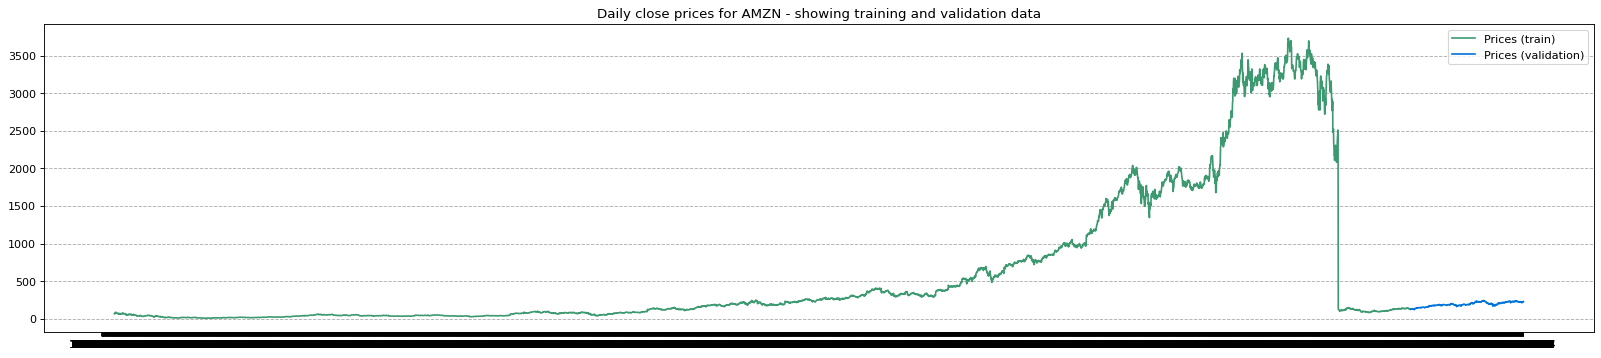 Daily close prices for AMZN - showing training and validation data
Prices (train)
Prices (validation)
3500
3000
2500
2000
1500
1000
500
0